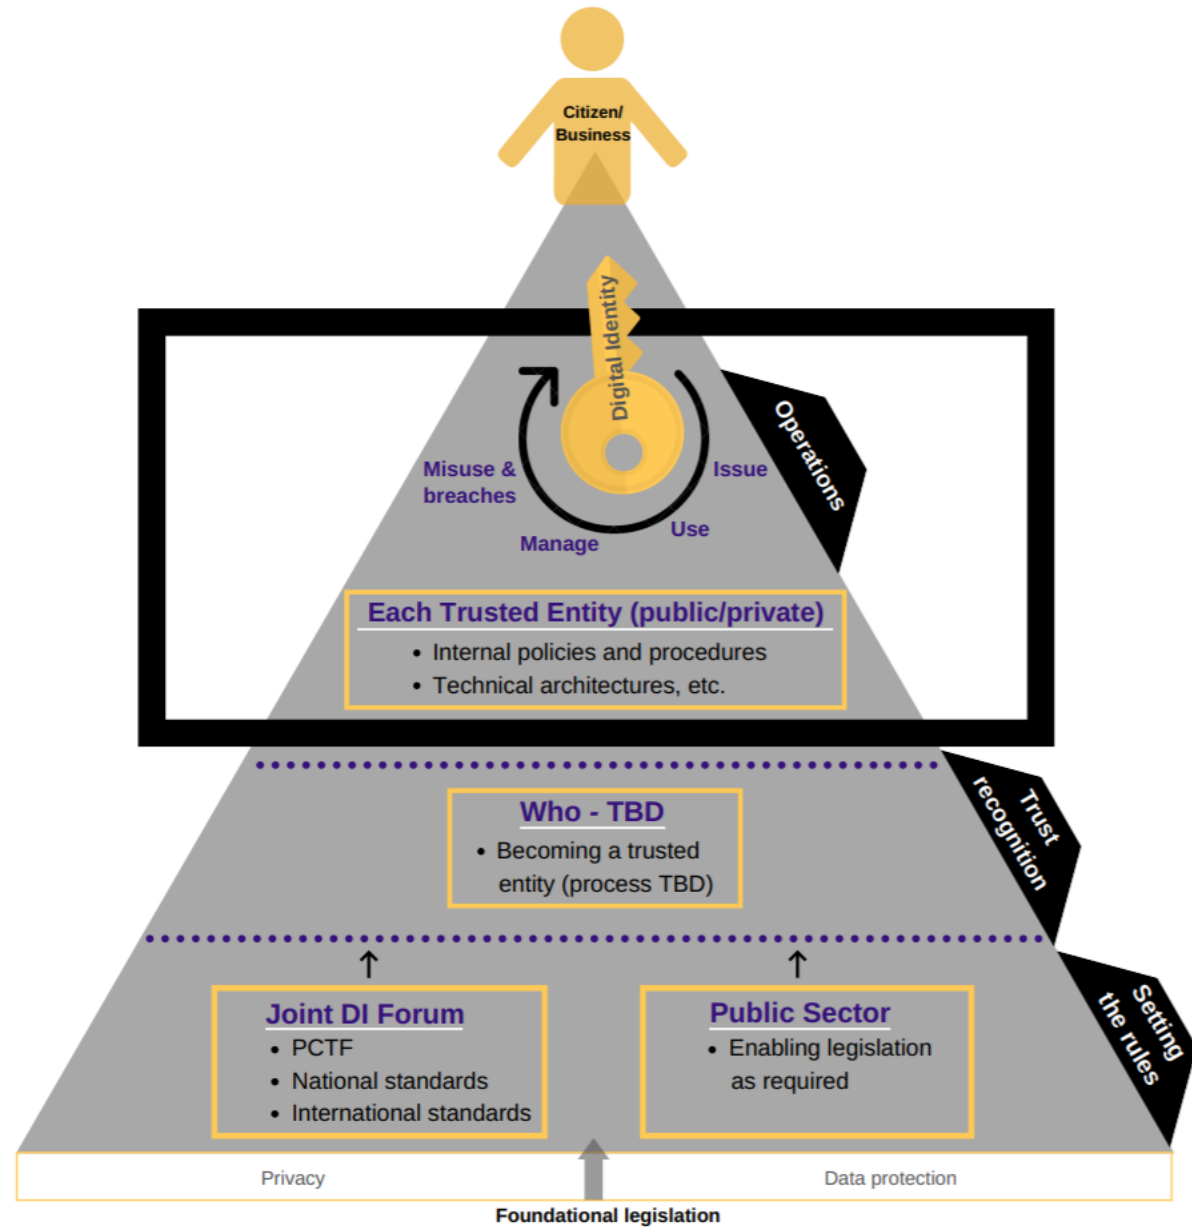 Citizen/
Business
Digital Identity
Operations
Misuse &
breaches
Issue
Use
Manage
Each Trusted Entity (public/private)
• Internal policies and procedures
• Technical architectures, etc.
Trust
recognition
Who - TBD
• Becoming a trusted
entity (process TBD)
Setting
the rules
Joint DI Forum
• PCTF
• National standards
• International standards
Public Sector
• Enabling legislation
as required
Privacy
Data protection
Foundational legislation